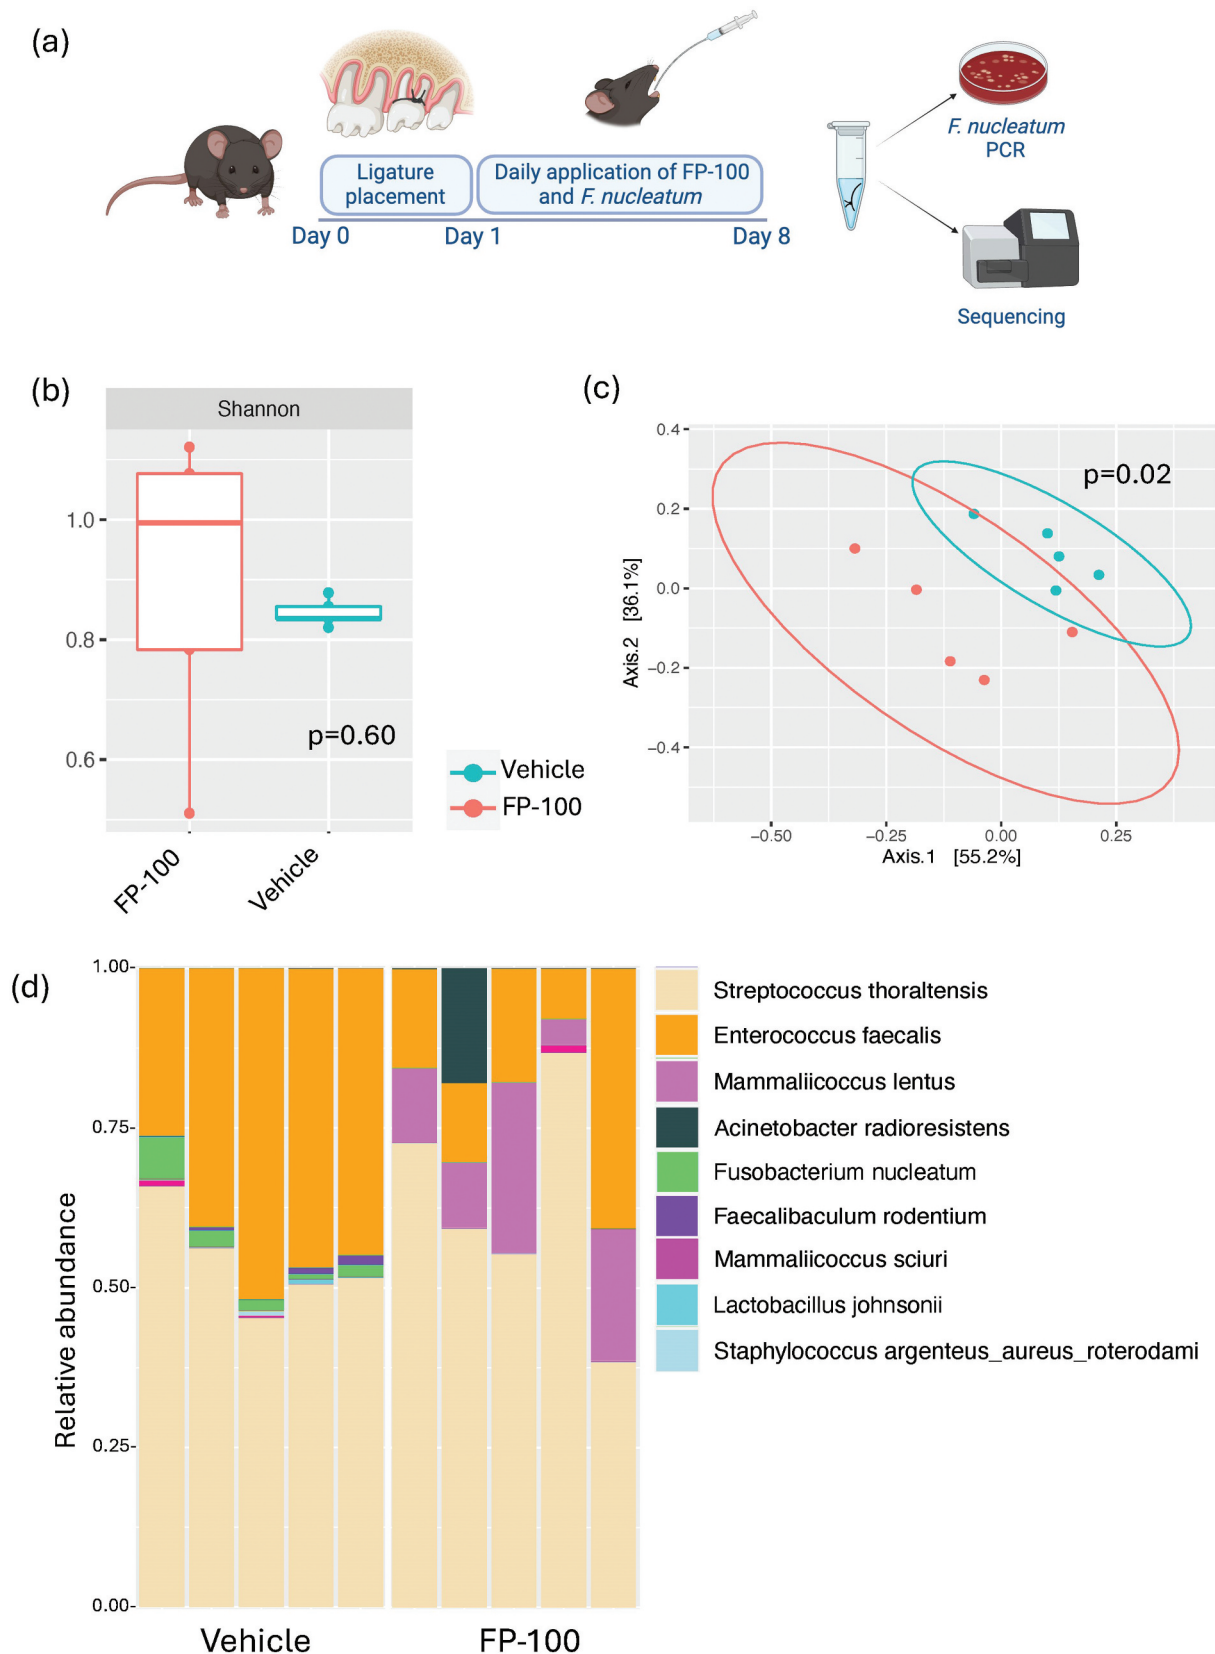 (a)
Ligature
placement
Daily application of FP-100
and F. nucleatum
Day 0
Day 1
Day 8
F. nucleatum
PCR
Sequencing
(b)
Shannon
1.0
0.8
0.6
p=0.60
FP-100
Vehicle
Vehicle
FP-100
(c)
0.4
0.2
0.0
−0.2
−0.4
p=0.02
Axis.2 [36.1%]
−0.50
−0.25
0.00
0.25
Axis.1 [55.2%]
(d)
1.00
0.75
0.50
0.25
0.00
Relative abundance
Vehicle
FP-100
Streptococcus thoraltensis
Enterococcus faecalis
Mammaliicoccus lentus
Acinetobacter radioresistens
Fusobacterium nucleatum
Faecalibaculum rodentium
Mammaliicoccus sciuri
Lactobacillus johnsonii
Staphylococcus argenteus_aureus_roterodami